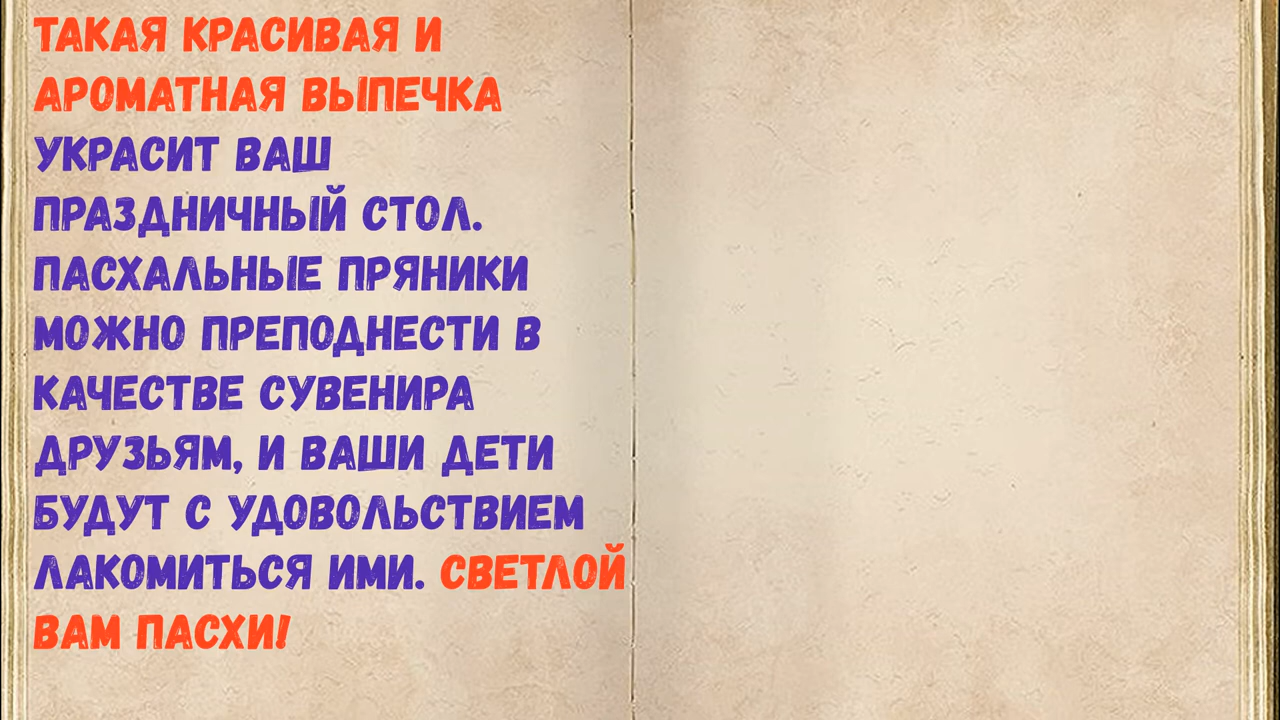 ТАКАЯ КРАСИВАЯ И
АРОМАТНАЯ ВЫПЕЧКА
УКРАСИТ ВАШ
ПРАЗДНИЧНЫЙ СТОЛ.
ПАСХАЛЬНЫЕ ПРЯНИКИ
МОЖНО ПРЕПОДНЕСТИ В
КАЧЕСТВЕ СУВЕНИРА
ДРУЗЬЯМ, И ВАШИ ДЕТИ
БУДУТ С УДОВОЛЬСТВИЕМ
ЛАКОМИТЬСЯ ИМИ. СВЕТЛОЙ
ВАМ ПАСХИ!